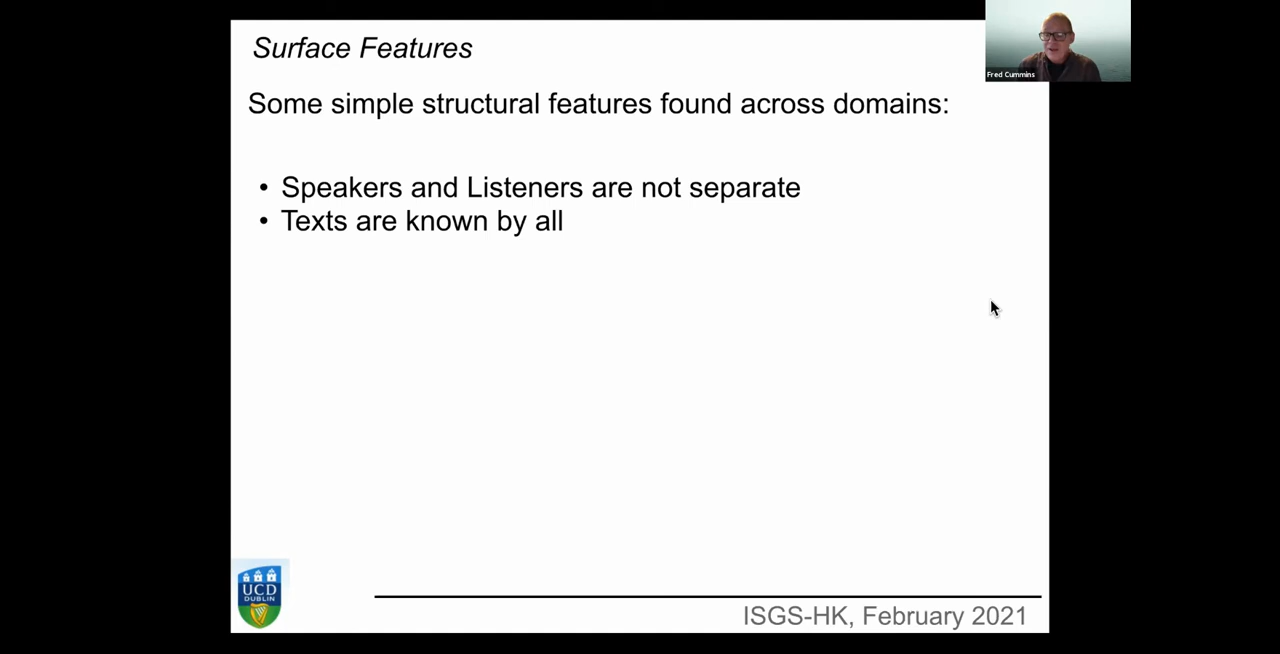 Surface Features
Fred Cummins
Some simple structural features found across domains:
• Speakers and Listeners are not separate
• Texts are known by all
UCD
DUBLIN
ISGS-HK, February 2021